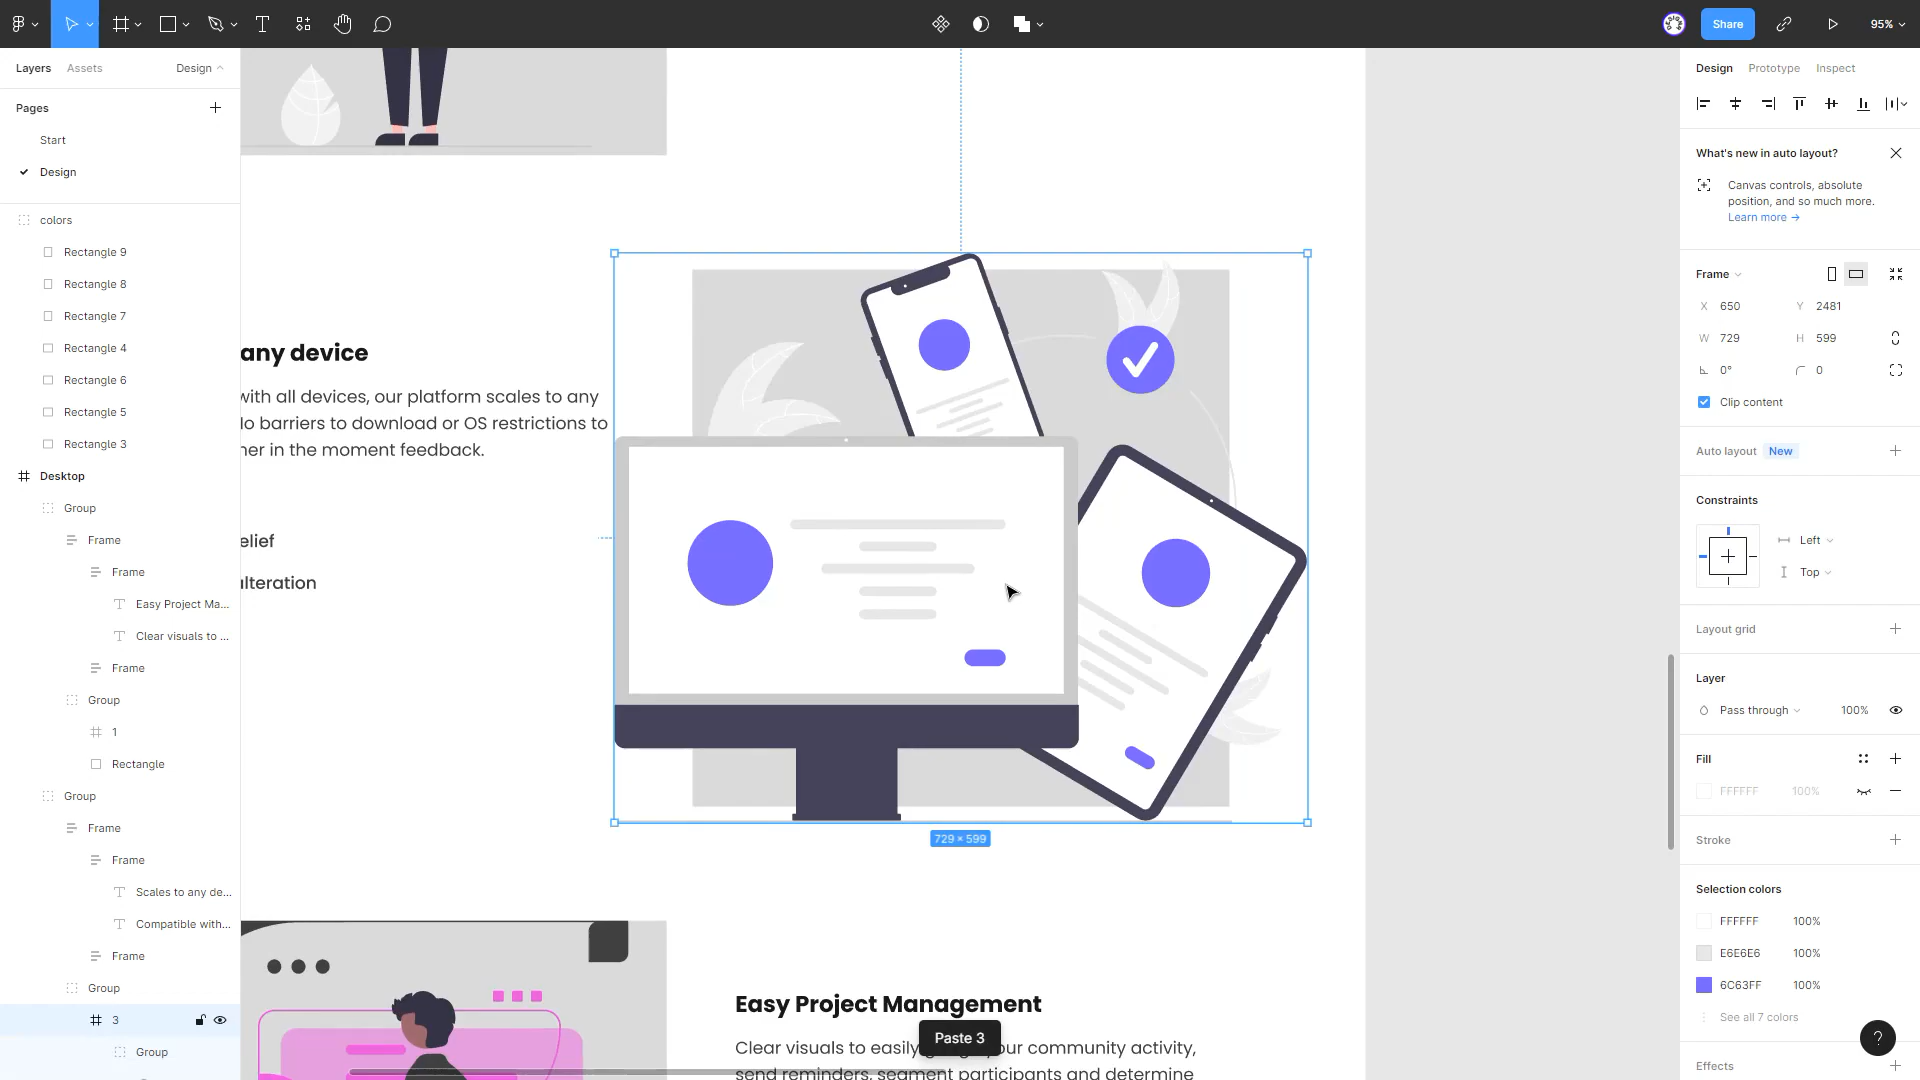 Share
95%
Layers
Assets
Design
Pages
Start
Design
colors
Rectangle 9
Rectangle 8
Rectangle 7
Rectangle 4
Rectangle 6
Rectangle 5
Rectangle 3
Desktop
Group
Frame
Frame
Easy Project Ma...
Clear visuals to ...
Frame
Group
1
Rectangle
Group
Frame
Frame
Scales to any de...
Compatible with...
Frame
Group
3
Group
any device
with all devices, our platform scales to any
barriers to download or OS restrictions to
in the moment feedback.
729 × 599
Easy Project Management
Clear visuals to easily your community activity,
send reminders, segment participants and determine
Paste 3
Design
Prototype
Inspect
What's new in auto layout?
Canvas controls, absolute
position, and so much more.
Learn more →
Frame
X 650
Y 2481
W 729
H 599
0°
0
Clip content
Auto layout New
Constraints
Left
Top
Layout grid
Layer
Pass through
100%
Fill
FFFFFF 100%
Stroke
Selection colors
FFFFFF 100%
E6E6E6 100%
6C63FF 100%
See all 7 colors
Effects
?